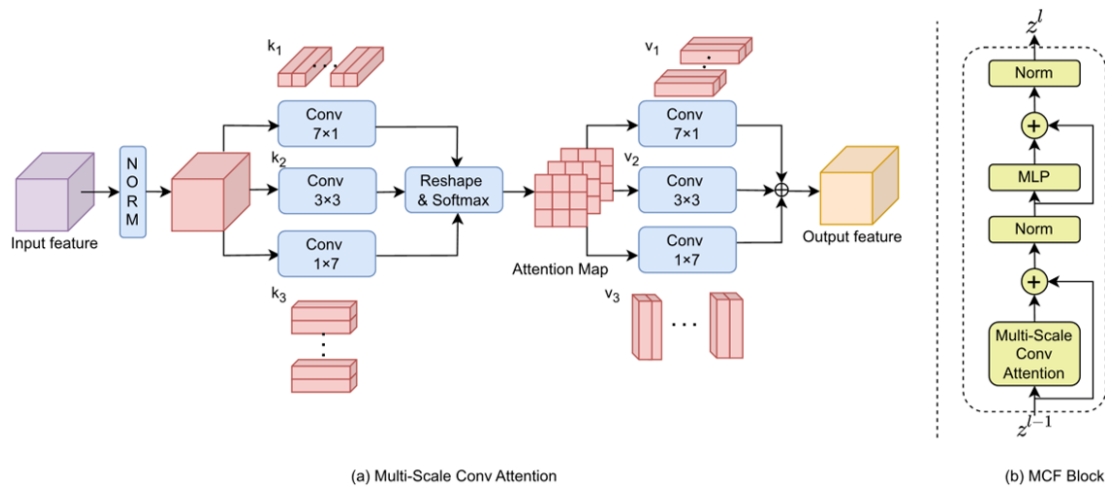 k1
Conv
7×1
k2
Conv
3×3
Conv
1×7
k3
NORM
Input feature
Reshape
& Softmax
Attention Map
v1
Conv
7×1
v2
Conv
3×3
Conv
1×7
v3
Output feature
(a) Multi-Scale Conv Attention
z^l
Norm
+
MLP
Norm
+
Multi-Scale
Conv
Attention
z^{l-1}
(b) MCF Block